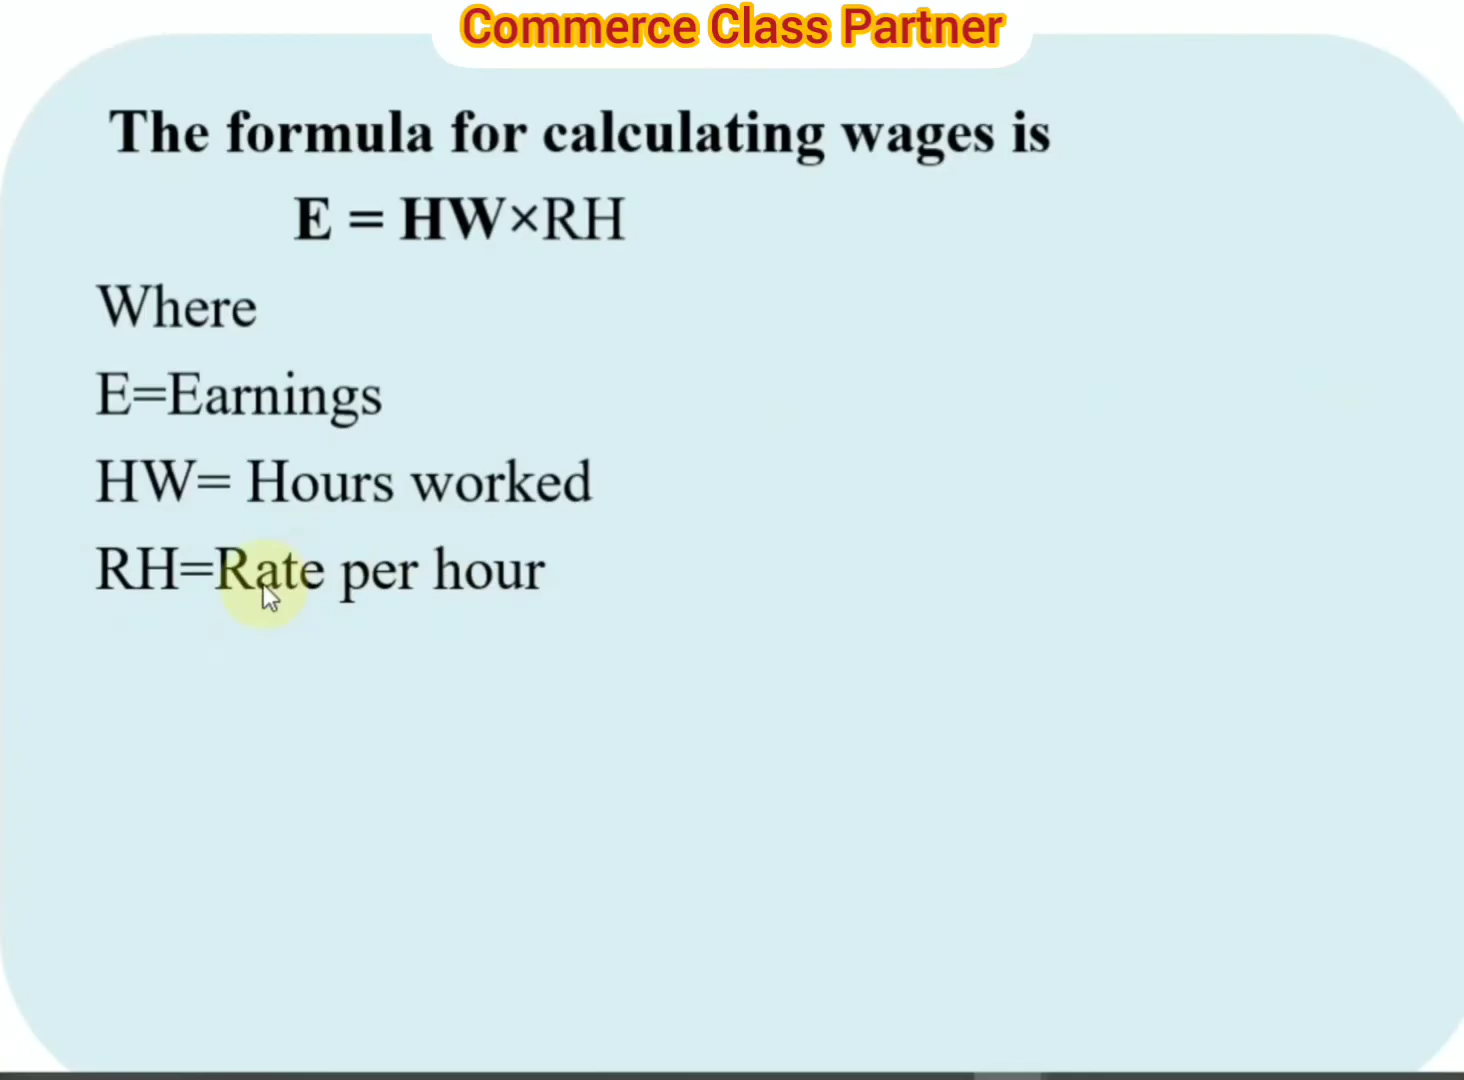 Commerce Class Partner
The formula for calculating wages is
E = HW×RH
Where
E=Earnings
HW= Hours worked
RH=Rate per hour